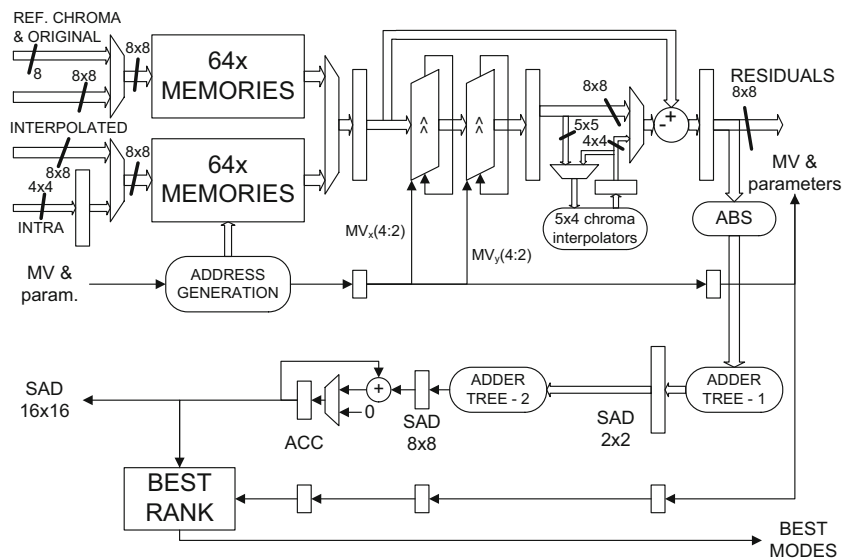 REF. CHROMA
& ORIGINAL
8
8x8
8x8
64x
MEMORIES
INTERPOLATED
8x8
8x8
4x4
INTRA
64x
MEMORIES
MV &
param.
ADDRESS
GENERATION
<<
<<
MVx(4:2)
MVy(4:2)
8x8
5x5
4x4
5x4 chroma
interpolators
- +
RESIDUALS
8x8
MV &
parameters
ABS
ADDER
TREE - 1
SAD
2x2
ADDER
TREE - 2
SAD
8x8
+
0
ACC
SAD
16x16
BEST
RANK
BEST
MODES